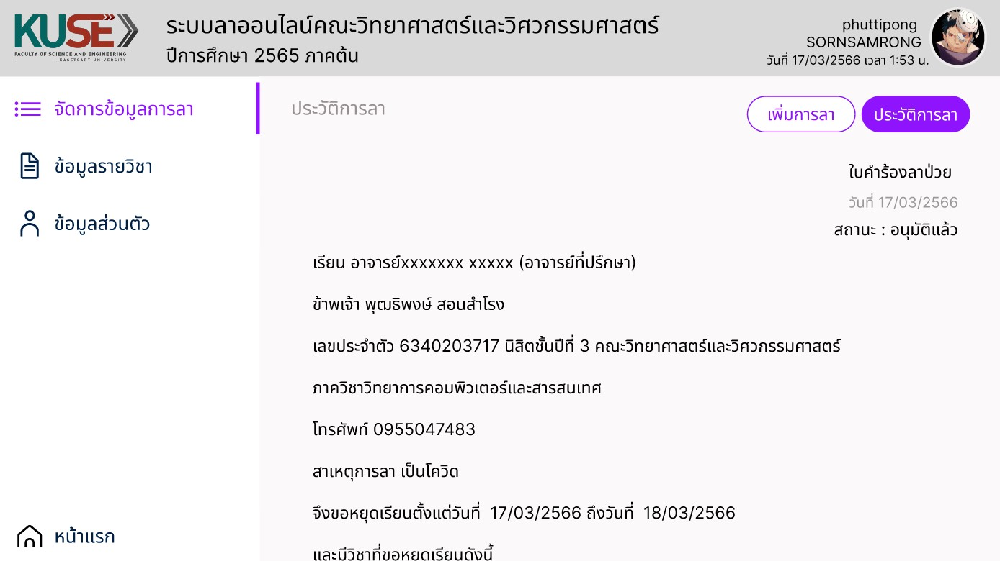 KUSE
FACULTY OF SCIENCE AND ENGINEERING
KASETSART UNIVERSITY
ระบบลาออนไลน์คณะวิทยาศาสตร์และวิศวกรรมศาสตร์
ปีการศึกษา 2565 ภาคต้น
phuttipong
SORNSAMRONG
วันที่ 17/03/2566 เวลา 1:53 น.
จัดการข้อมูลการลา
ข้อมูลรายวิชา
ข้อมูลส่วนตัว
หน้าแรก
ประวัติการลา
เพิ่มการลา
ประวัติการลา
ใบคำร้องลาป่วย
วันที่ 17/03/2566
สถานะ : อนุมัติแล้ว
เรียน อาจารย์xxxxxxx xxxxx (อาจารย์ที่ปรึกษา)
ข้าพเจ้า พุฒธิพงษ์ สอนสำโรง
เลขประจำตัว 6340203717 นิสิตชั้นปีที่ 3 คณะวิทยาศาสตร์และวิศวกรรมศาสตร์
ภาควิชาวิทยาการคอมพิวเตอร์และสารสนเทศ
โทรศัพท์ 0955047483
สาเหตุการลา เป็นโควิด
จึงขอหยุดเรียนตั้งแต่วันที่ 17/03/2566 ถึงวันที่ 18/03/2566
และมีวิชาที่ขอหยุดเรียนดังนี้